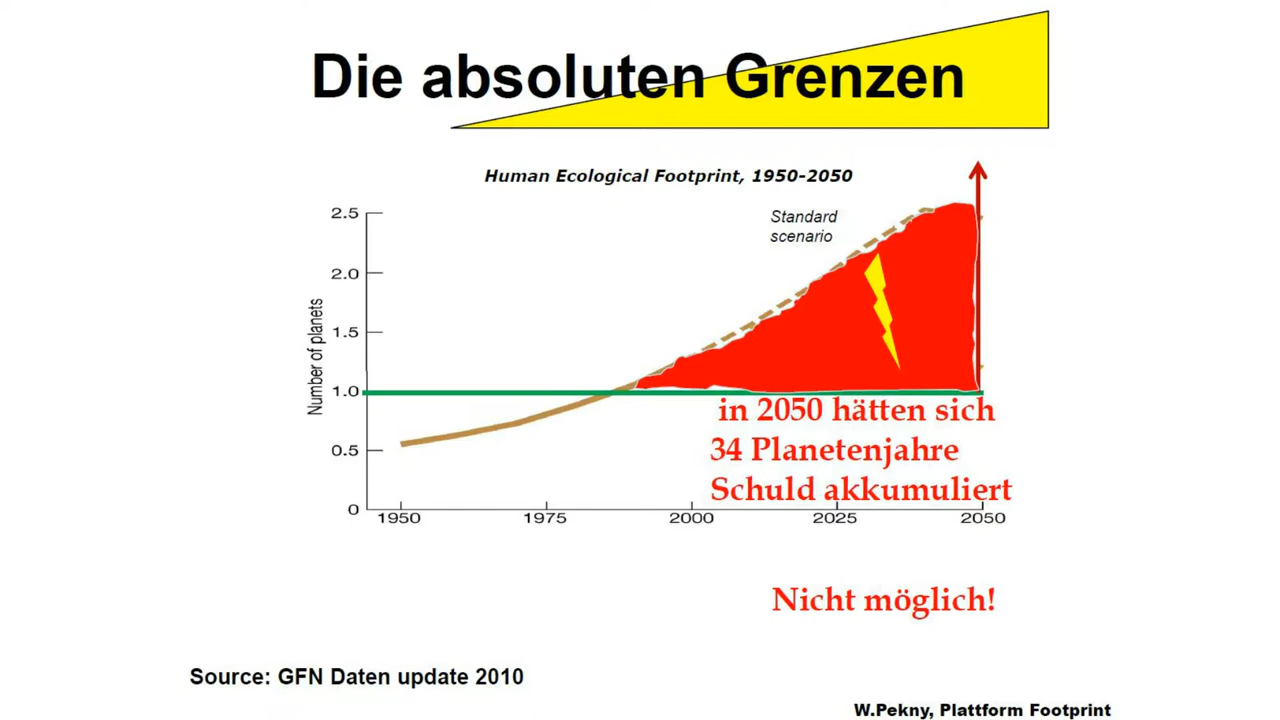 Die absoluten Grenzen
Human Ecological Footprint, 1950-2050
Standard
scenario
Number of planets
2.5
2.0
1.5
1.0
0.5
0
1950
1975
2000
2025
2050
in 2050 hätten sich
34 Planetenjahre
Schuld akkumuliert
Nicht möglich!
Source: GFN Daten update 2010
W.Pekny, Plattform Footprint